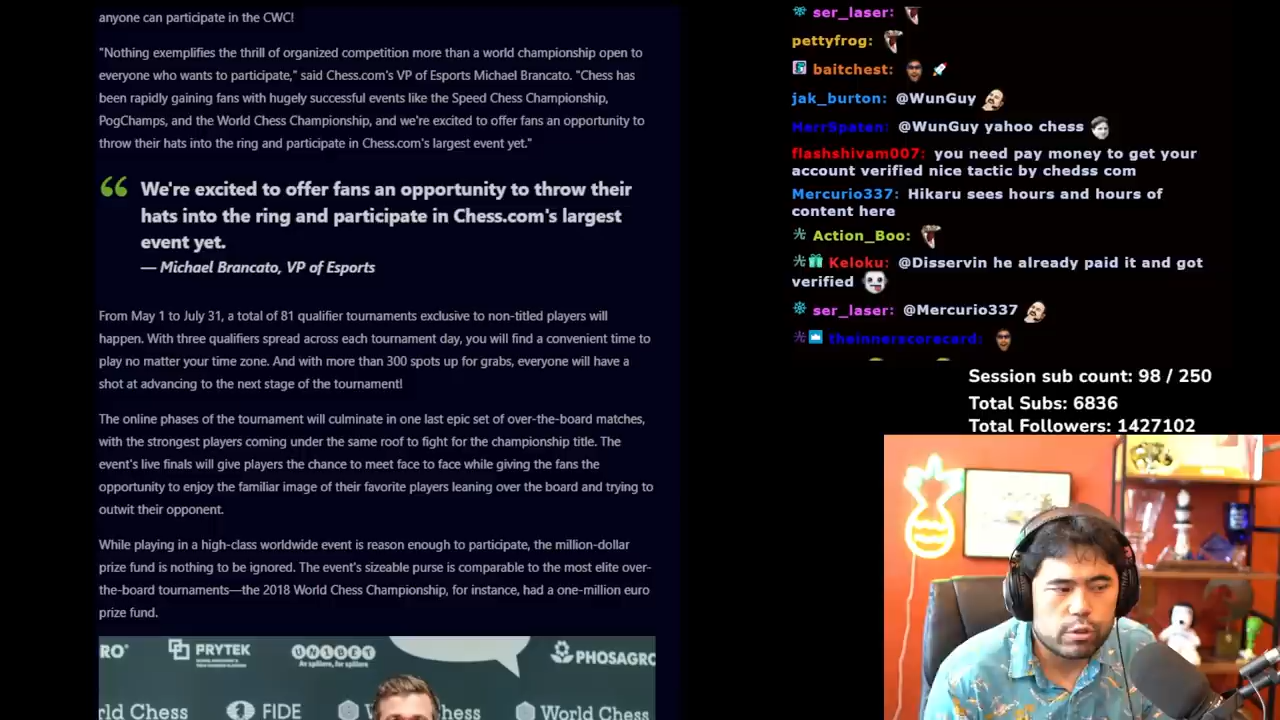 anyone can participate in the CWC!
"Nothing exemplifies the thrill of organized competition more than a world championship open to
everyone who wants to participate," said Chess.com's VP of Esports Michael Brancato. "Chess has
been rapidly gaining fans with hugely successful events like the Speed Chess Championship,
PogChamps, and the World Chess Championship, and we're excited to offer fans an opportunity to
throw their hats into the ring and participate in Chess.com's largest event yet."
We're excited to offer fans an opportunity to throw their
hats into the ring and participate in Chess.com's largest
event yet.
— Michael Brancato, VP of Esports
From May 1 to July 31, a total of 81 qualifier tournaments exclusive to non-titled players will
happen. With three qualifiers spread across each tournament day, you will find a convenient time to
play no matter your time zone. And with more than 300 spots up for grabs, everyone will have a
shot at advancing to the next stage of the tournament!
The online phases of the tournament will culminate in one last epic set of over-the-board matches,
with the strongest players coming under the same roof to fight for the championship title. The
event's live finals will give players the chance to meet face to face while giving the fans the
opportunity to enjoy the familiar image of their favorite players leaning over the board and trying to
outwit their opponent.
While playing in a high-class worldwide event is reason enough to participate, the million-dollar
prize fund is nothing to be ignored. The event's sizeable purse is comparable to the most elite over-
the-board tournaments—the 2018 World Chess Championship, for instance, had a one-million euro
prize fund.
RO® PRYTEK UNIBET PHOSAGRO
rld Chess FIDE World Chess World Chess
ser_laser:
pettyfrog:
baitchest:
jak_burton: @WunGuy
HerrSpaten: @WunGuy yahoo chess
flashshivam007: you need pay money to get your
account verified nice tactic by chedss com
Mercurio337: Hikaru sees hours and hours of
content here
Action_Boo:
Keloku: @Disservin he already paid it and got
verified
ser_laser: @Mercurio337
theinnerscorecard:
Session sub count: 98 / 250
Total Subs: 6836
Total Followers: 1427102